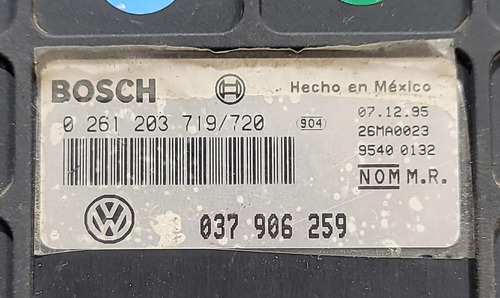 BOSCH
Hecho en México
0 261 203 719/720
904
07.12.95
26MA0023
9540 0132
NOM M.R.
VW
037 906 259